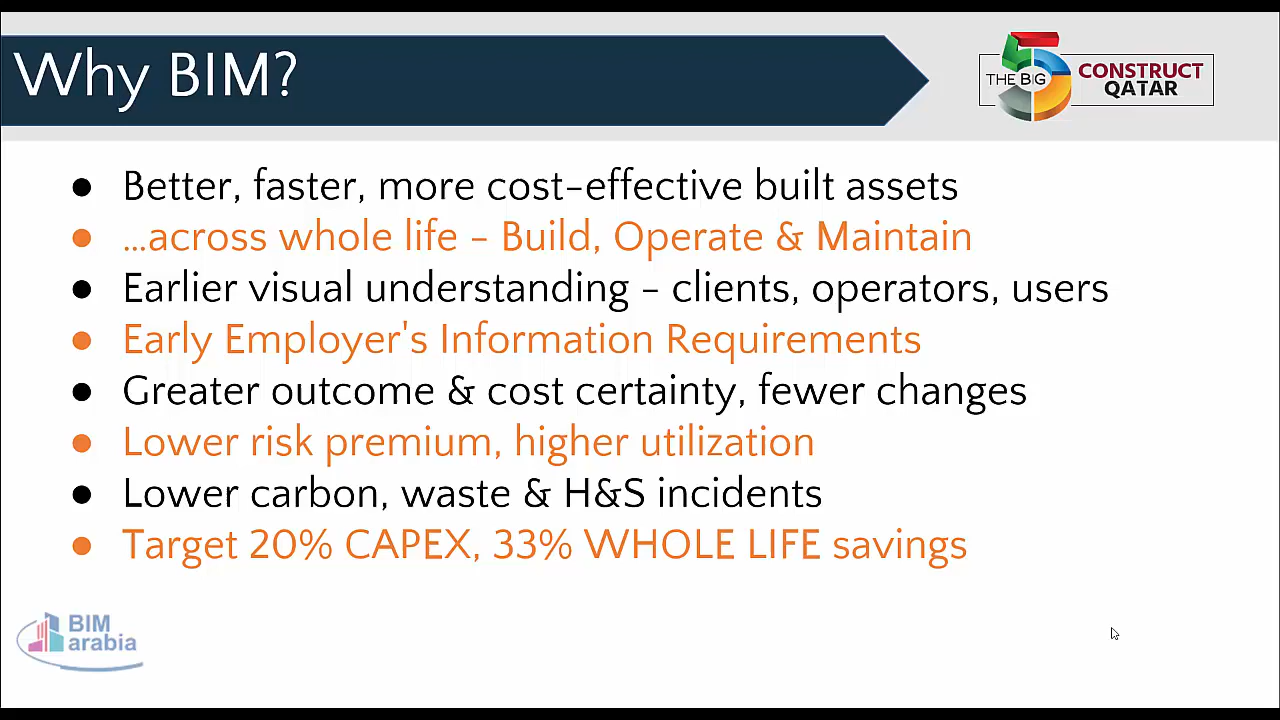 Why BIM?
THE BIG 5
CONSTRUCT
QATAR
● Better, faster, more cost-effective built assets
● ...across whole life - Build, Operate & Maintain
● Earlier visual understanding - clients, operators, users
● Early Employer's Information Requirements
● Greater outcome & cost certainty, fewer changes
● Lower risk premium, higher utilization
● Lower carbon, waste & H&S incidents
● Target 20% CAPEX, 33% WHOLE LIFE savings
BIM
arabia